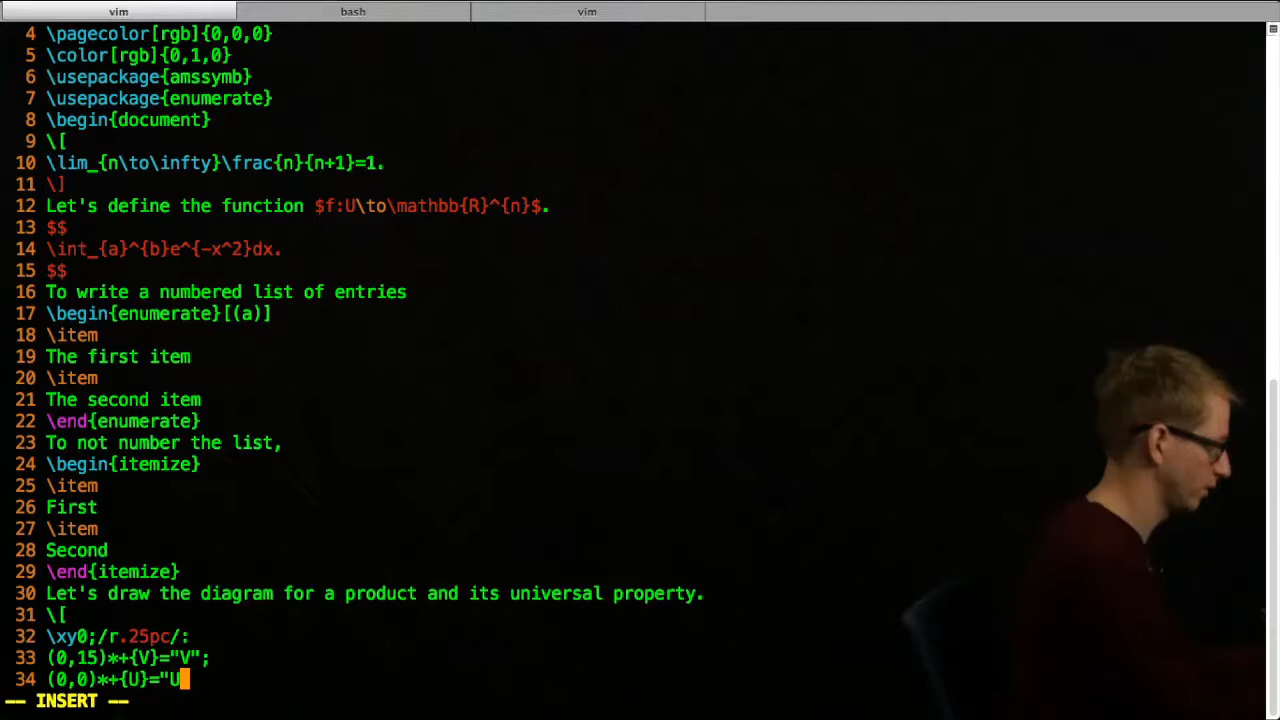 vim bash vim
4 \pagecolor[rgb]{0,0,0}
5 \color[rgb]{0,1,0}
6 \usepackage{amssymb}
7 \usepackage{enumerate}
8 \begin{document}
9 \[
10 \lim_{n\to\infty}\frac{n}{n+1}=1.
11 \]
12 Let's define the function $f:U\to\mathbb{R}^{n}$.
13 $$
14 \int_{a}^{b}e^{-x^2}dx.
15 $$
16 To write a numbered list of entries
17 \begin{enumerate}[(a)]
18 \item
19 The first item
20 \item
21 The second item
22 \end{enumerate}
23 To not number the list,
24 \begin{itemize}
25 \item
26 First
27 \item
28 Second
29 \end{itemize}
30 Let's draw the diagram for a product and its universal property.
31 \[
32 \xy0;/r.25pc/:
33 (0,15)*+{V}="V";
34 (0,0)*+{U}="U
-- INSERT --